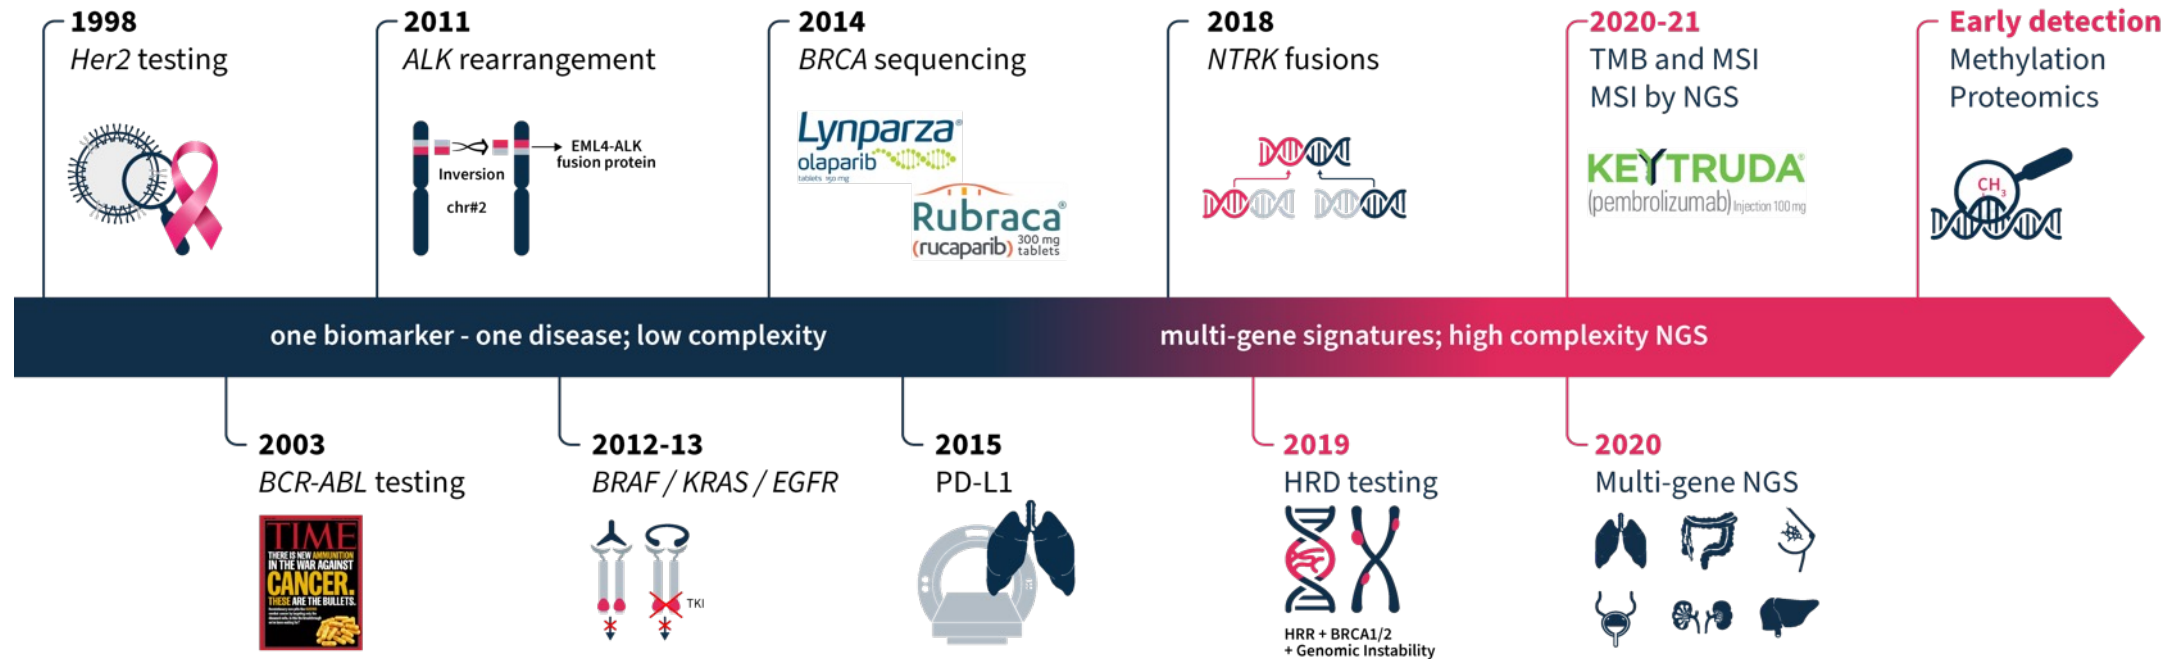 1998
Her2 testing
2011
ALK rearrangement
EML4-ALK
fusion protein
Inversion
chr#2
2014
BRCA sequencing
Lynparza®
olaparib
tablets 150 mg
Rubraca®
(rucaparib) 300 mg
tablets
2018
NTRK fusions
2020-21
TMB and MSI
MSI by NGS
KEYTRUDA®
(pembrolizumab) Injection 100 mg
Early detection
Methylation
Proteomics
CH3
one biomarker - one disease; low complexity
multi-gene signatures; high complexity NGS
2003
BCR-ABL testing
TIME
THERE IS NEW AMMUNITION
IN THE WAR AGAINST
CANCER.
THESE ARE THE BULLETS.
2012-13
BRAF / KRAS / EGFR
TKI
2015
PD-L1
2019
HRD testing
HRR + BRCA1/2
+ Genomic Instability
2020
Multi-gene NGS